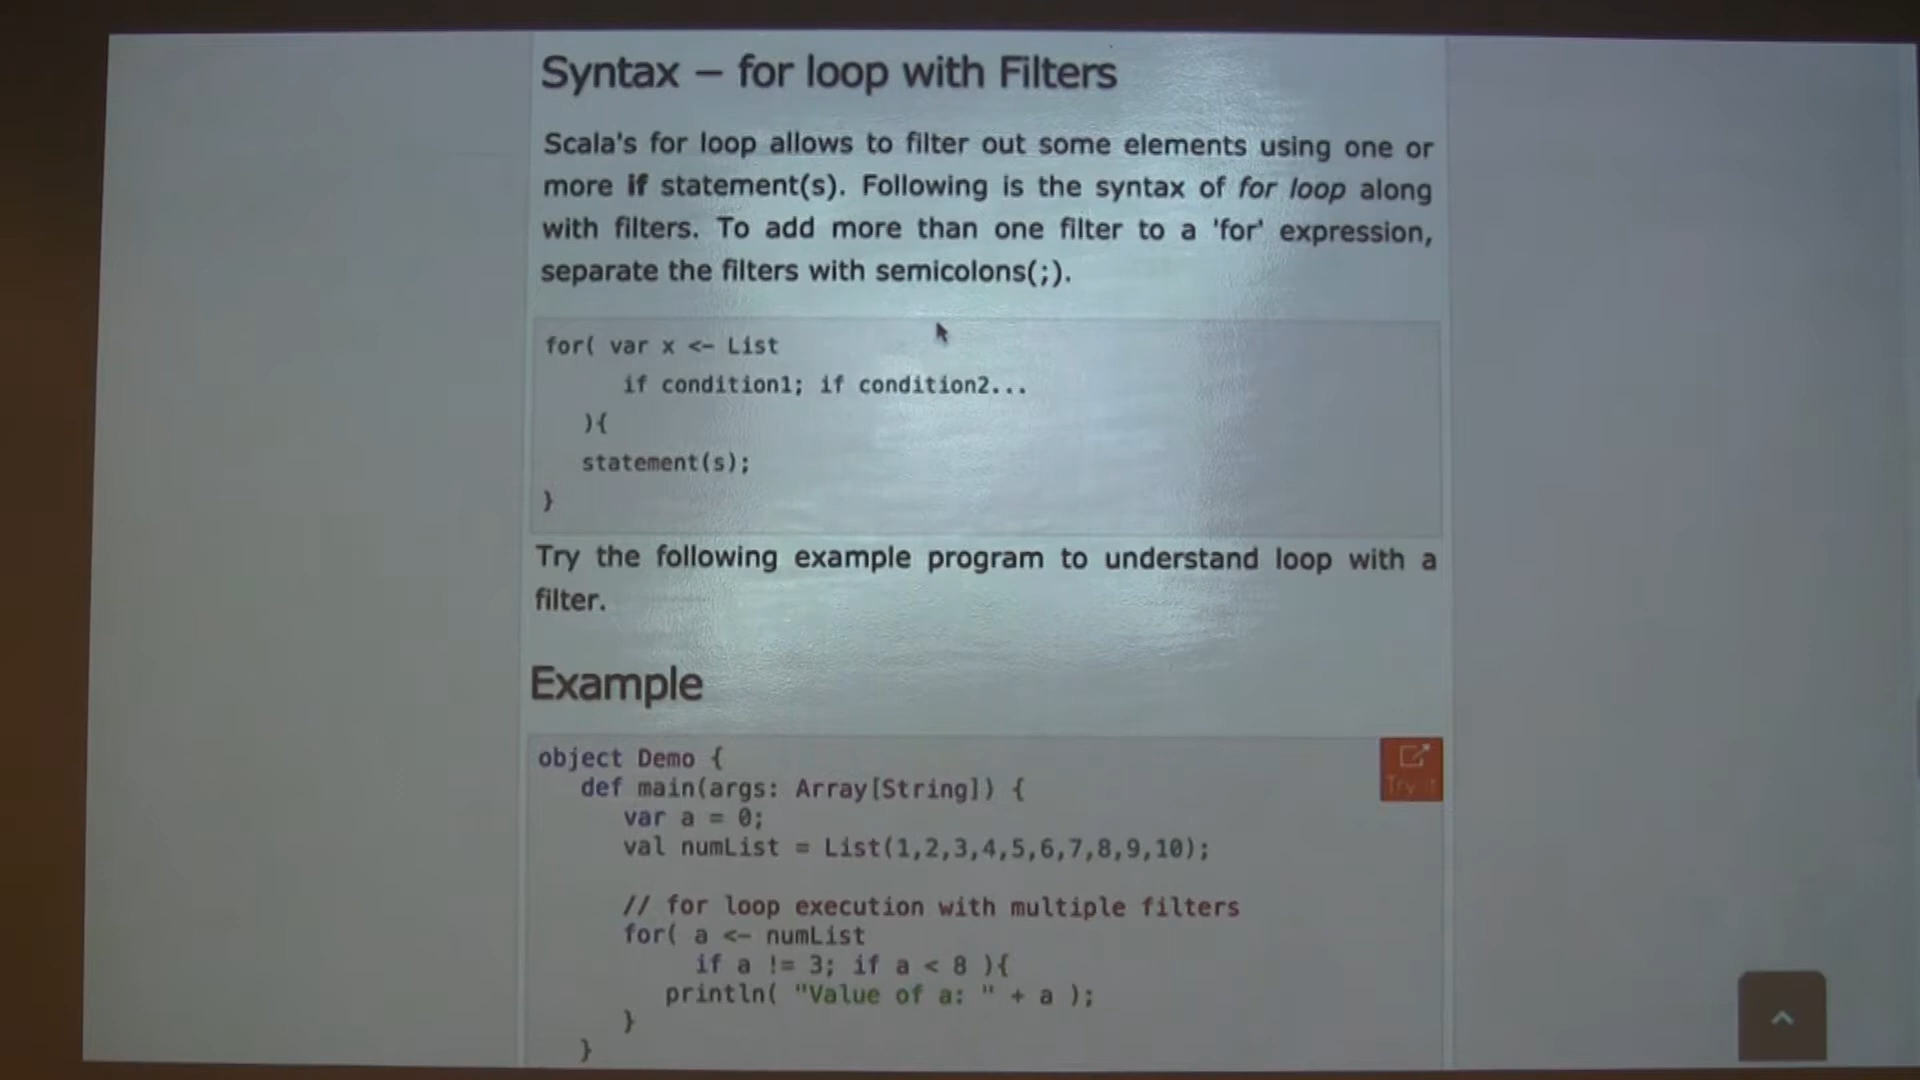 Syntax – for loop with Filters
Scala's for loop allows to filter out some elements using one or
more if statement(s). Following is the syntax of for loop along
with filters. To add more than one filter to a 'for' expression,
separate the filters with semicolons(;).
for( var x <- List
if condition1; if condition2...
){
statement(s);
}
Try the following example program to understand loop with a
filter.
Example
object Demo {
Try it
def main(args: Array[String]) {
var a = 0;
val numList = List(1,2,3,4,5,6,7,8,9,10);
// for loop execution with multiple filters
for( a <- numList
if a != 3; if a < 8 ){
println( "Value of a: " + a );
}
}